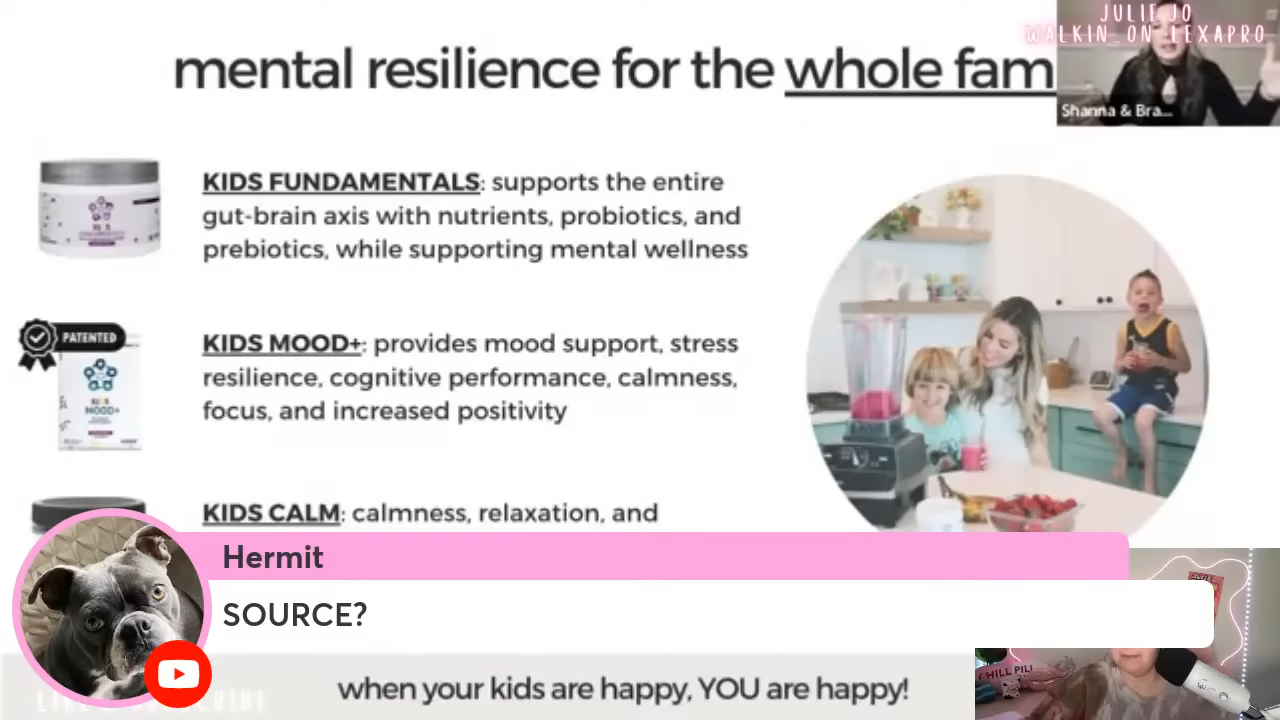 JULIE JO
WALKIN_ON_LEXAPRO
mental resilience for the whole fam
Shanna & Bra...
KIDS FUNDAMENTALS: supports the entire
gut-brain axis with nutrients, probiotics, and
prebiotics, while supporting mental wellness
PATENTED
KIDS MOOD+: provides mood support, stress
resilience, cognitive performance, calmness,
focus, and increased positivity
KIDS
MOOD+
KIDS CALM: calmness, relaxation, and
Hermit
SOURCE?
CHILL PILL
when your kids are happy, YOU are happy!